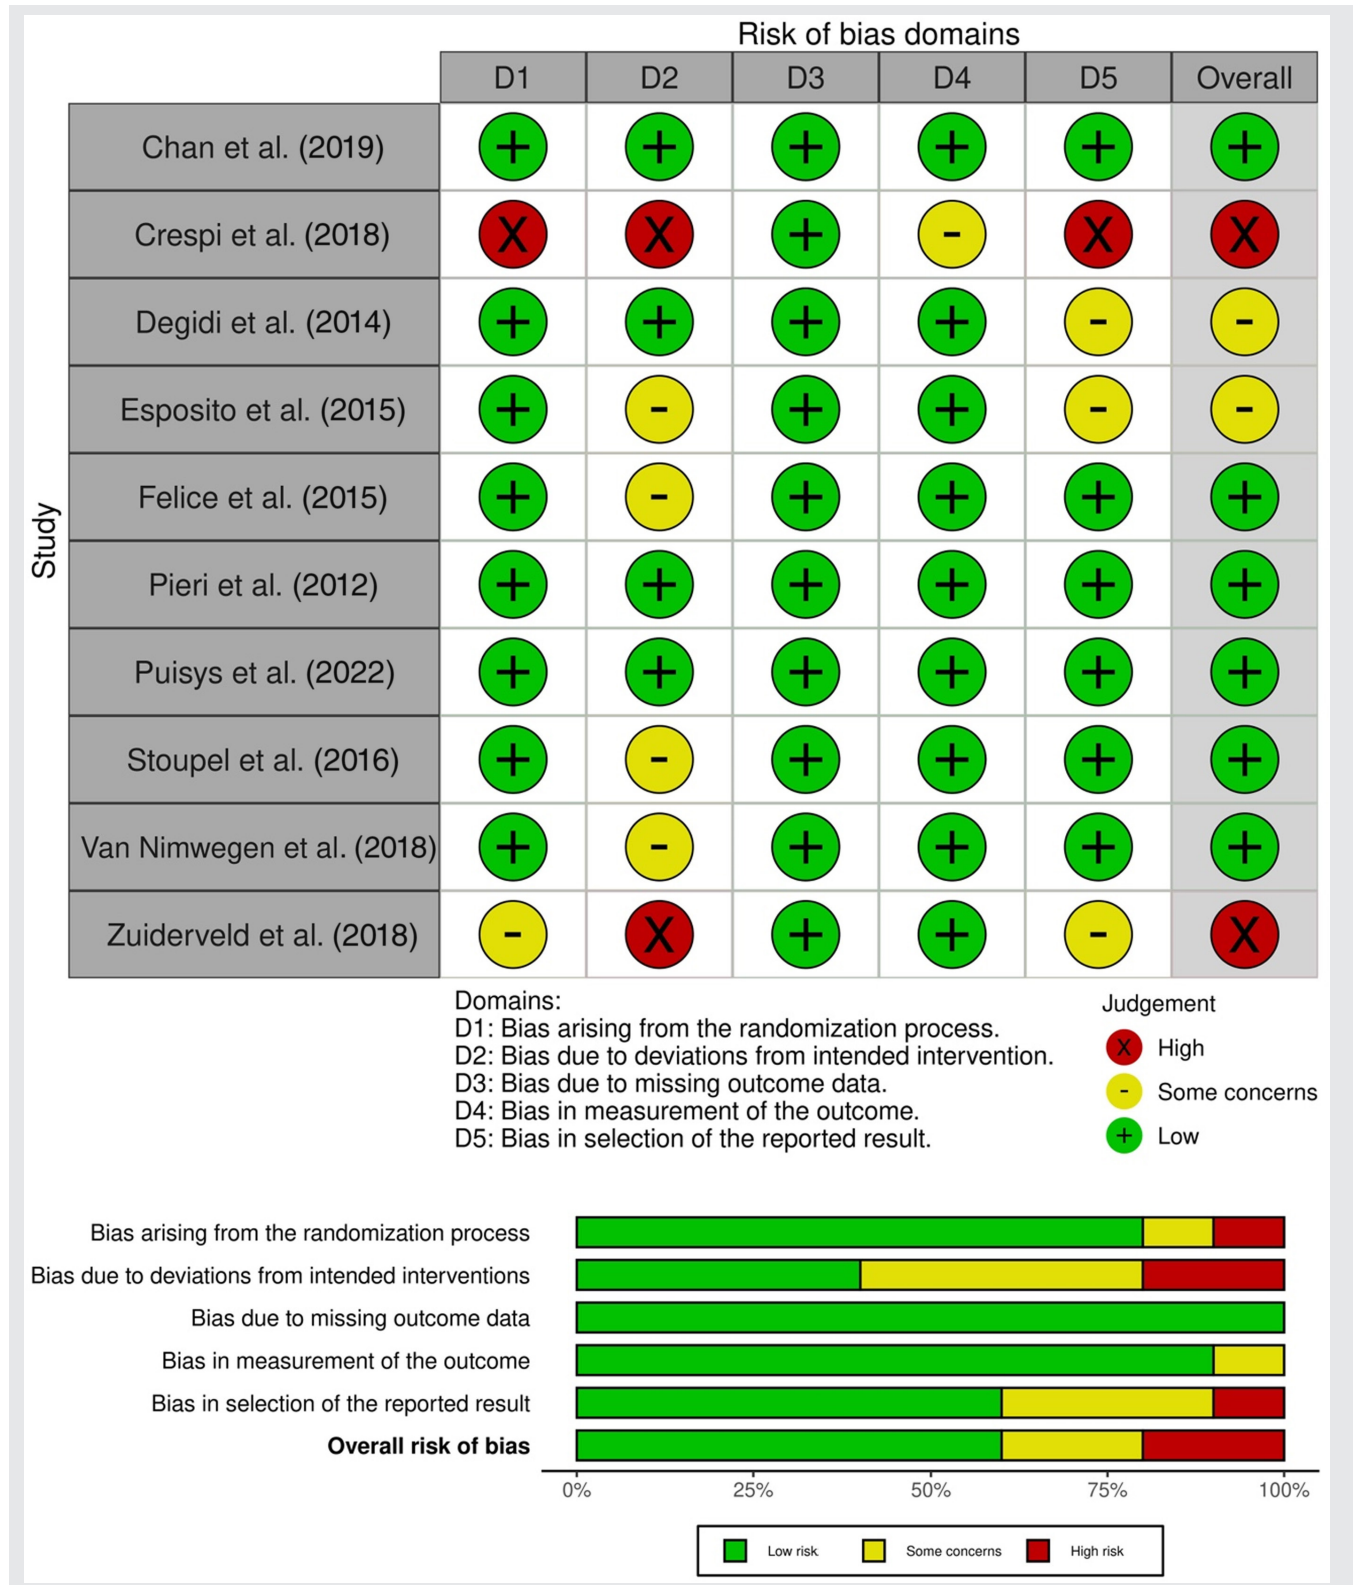 Risk of bias domains
D1 D2 D3 D4 D5 Overall
Study
Chan et al. (2019) + + + + + +
Crespi et al. (2018) X X + - X X
Degidi et al. (2014) + + + + - -
Esposito et al. (2015) + - + + - -
Felice et al. (2015) + - + + + +
Pieri et al. (2012) + + + + + +
Puisys et al. (2022) + + + + + +
Stoupel et al. (2016) + - + + + +
Van Nimwegen et al. (2018) + - + + + +
Zuiderveld et al. (2018) - X + + - X
Domains:
D1: Bias arising from the randomization process.
D2: Bias due to deviations from intended intervention.
D3: Bias due to missing outcome data.
D4: Bias in measurement of the outcome.
D5: Bias in selection of the reported result.
Judgement
X High
- Some concerns
+ Low
Bias arising from the randomization process
Bias due to deviations from intended interventions
Bias due to missing outcome data
Bias in measurement of the outcome
Bias in selection of the reported result
Overall risk of bias
0% 25% 50% 75% 100%
Low risk Some concerns High risk